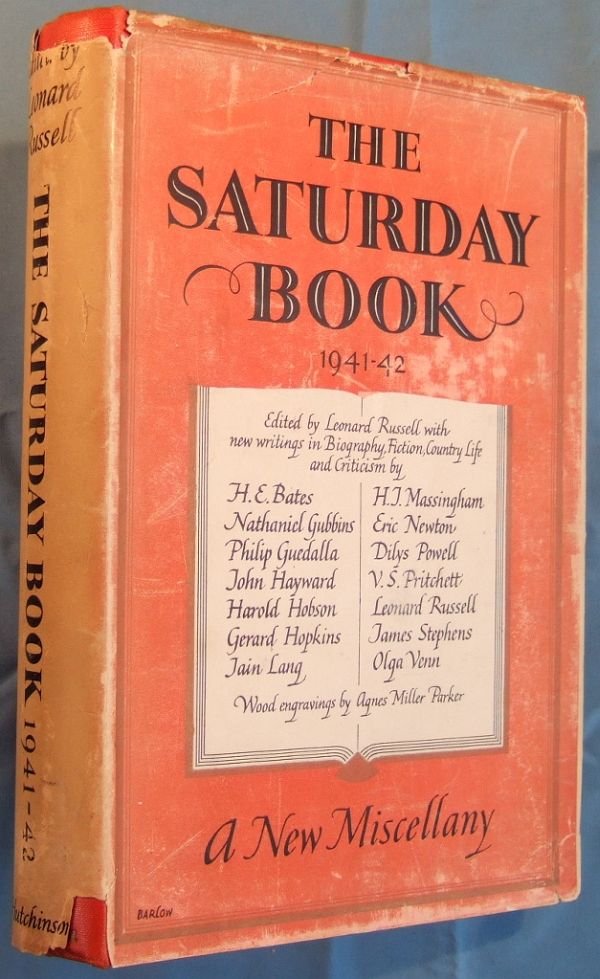 by
Leonard
Russell
THE SATURDAY BOOK 1941-42
Hutchinson
THE
SATURDAY
BOOK
1941-42
Edited by Leonard Russell with
new writings in Biography, Fiction, Country Life
and Criticism by
H. E. Bates
Nathaniel Gubbins
Philip Guedalla
John Hayward
Harold Hobson
Gerard Hopkins
Iain Lang
H. J. Massingham
Eric Newton
Dilys Powell
V. S. Pritchett
Leonard Russell
James Stephens
Olga Venn
Wood engravings by Agnes Miller Parker
A New Miscellany
BARLOW